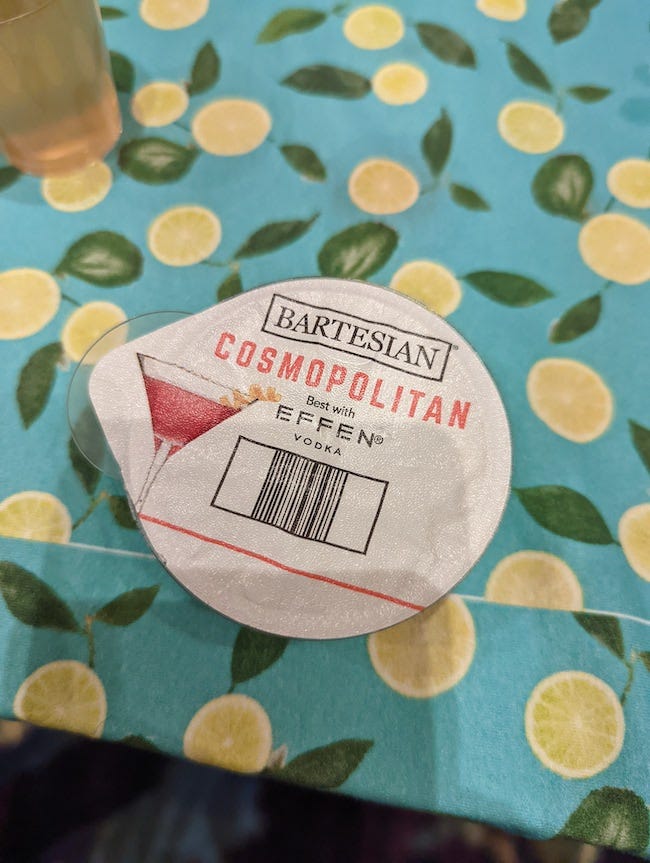 BARTESIAN®
COSMOPOLITAN
Best with
EFFEN®
VODKA